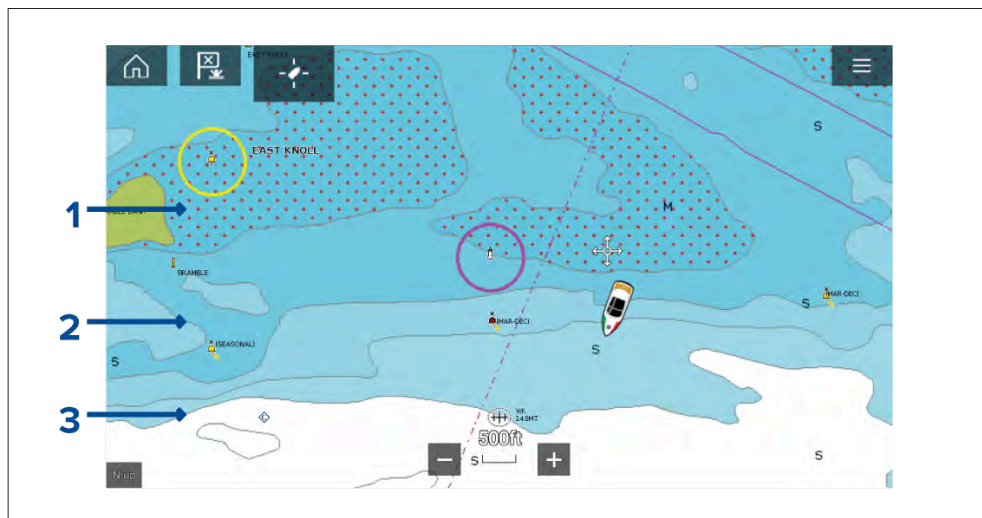 EAST KNOLL
S
1
M
BRAMBLE
2
(MAR-DEC)
S
(MAR-DEC)
(SEASONAL)
S
S
3
WK
14.8MT
500ft
S
S
N-up